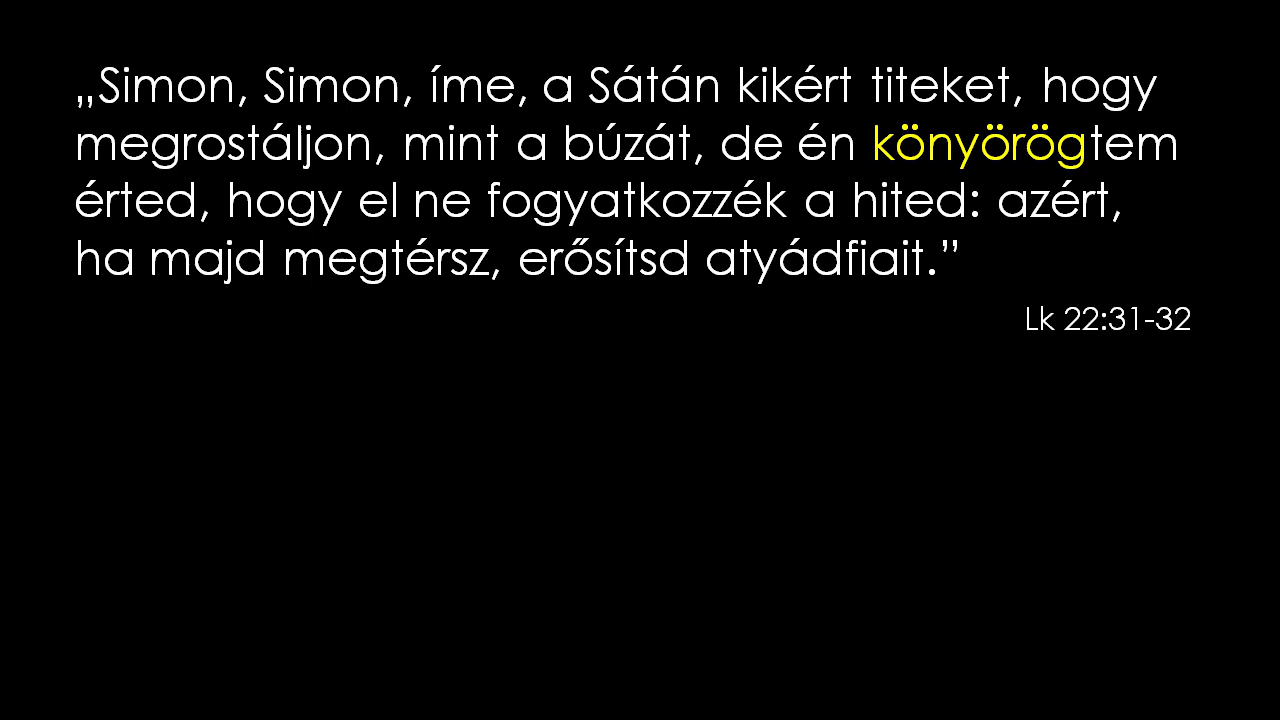 „Simon, Simon, íme, a Sátán kikért titeket, hogy
megrostáljon, mint a búzát, de én könyörögtem
érted, hogy el ne fogyatkozzék a hited: azért,
ha majd megtérsz, erősítsd atyádfiait.”
Lk 22:31-32